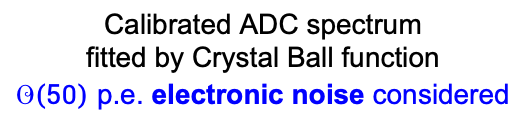 Calibrated ADC spectrum
fitted by Crystal Ball function
𝒪(50) p.e. electronic noise considered